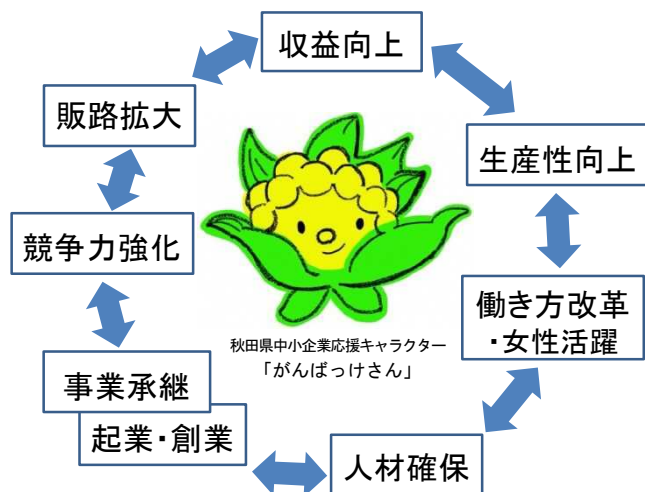 収益向上
販路拡大
生産性向上
競争力強化
働き方改革
・女性活躍
秋田県中小企業応援キャラクター
「がんばっけさん」
事業承継
起業・創業
人材確保